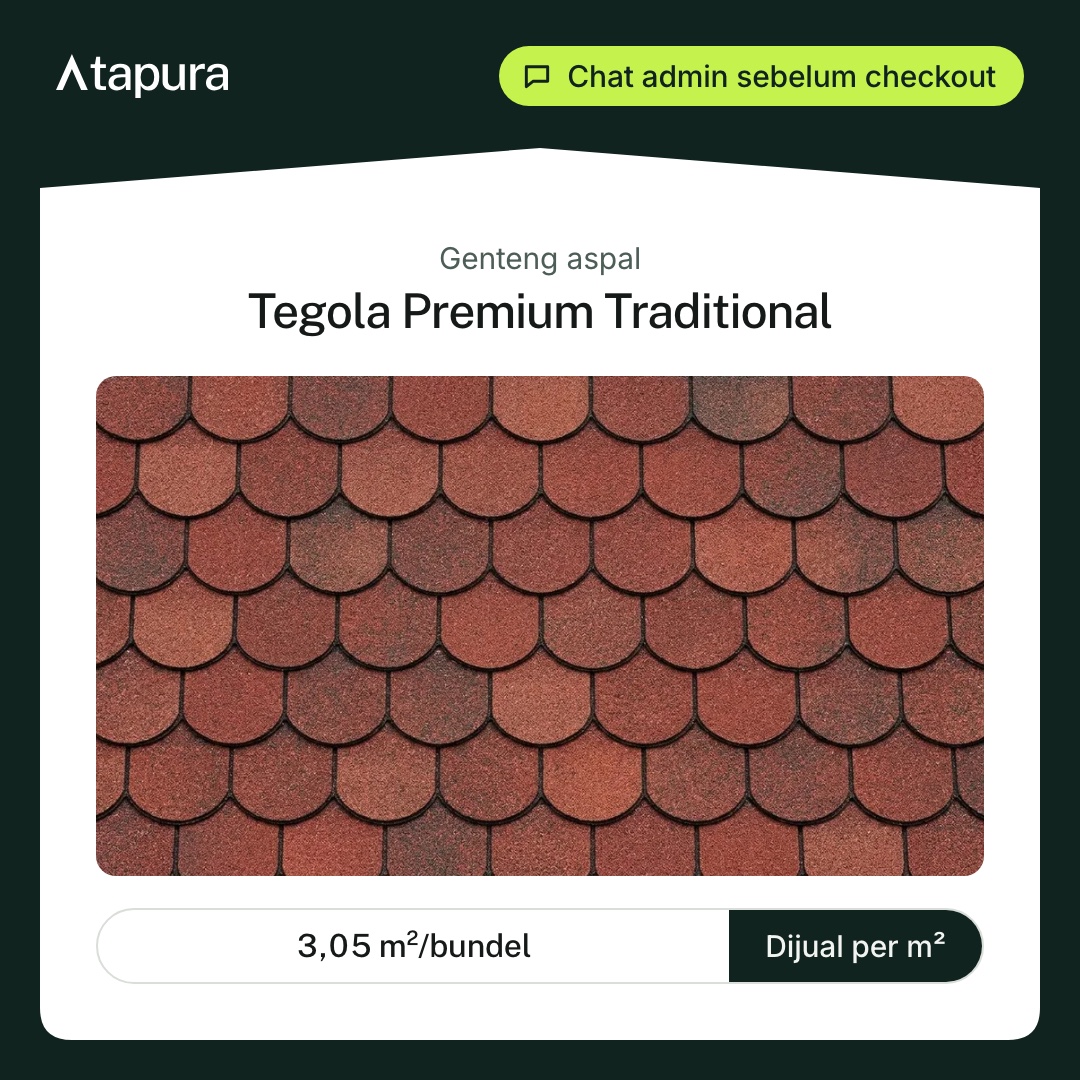 Atapura
Chat admin sebelum checkout
Genteng aspal
Tegola Premium Traditional
3,05 m²/bundel
Dijual per m²